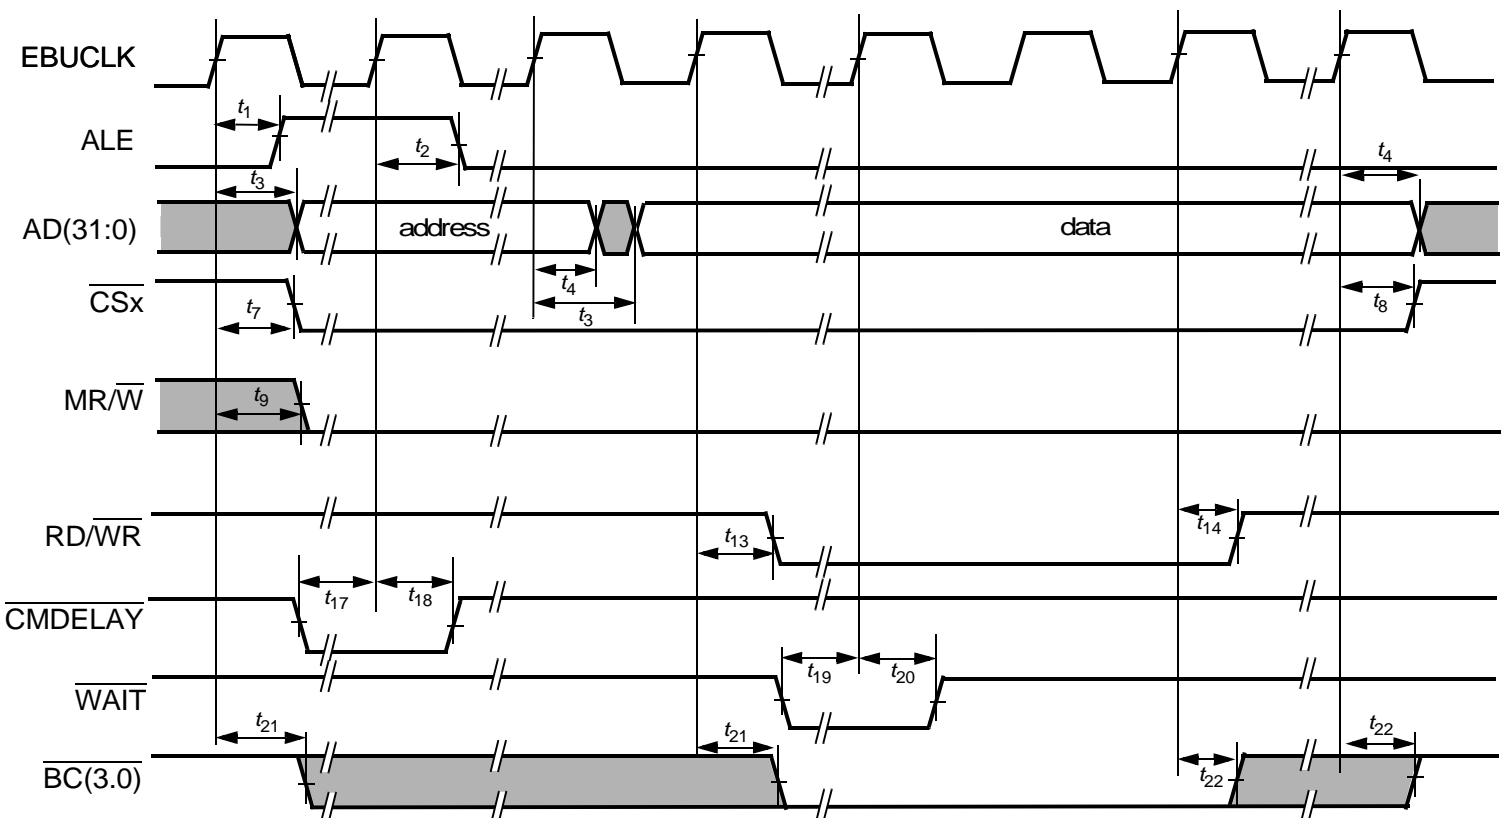 EBUCLK
t1
ALE
t2
t4
t3
AD(31:0)
address
data
t4
CSx
t7
t3
t8
MR/W
t9
RD/WR
t13
t14
CMDELAY
t17
t18
WAIT
t19
t20
t21
t21
t22
BC(3.0)
t22